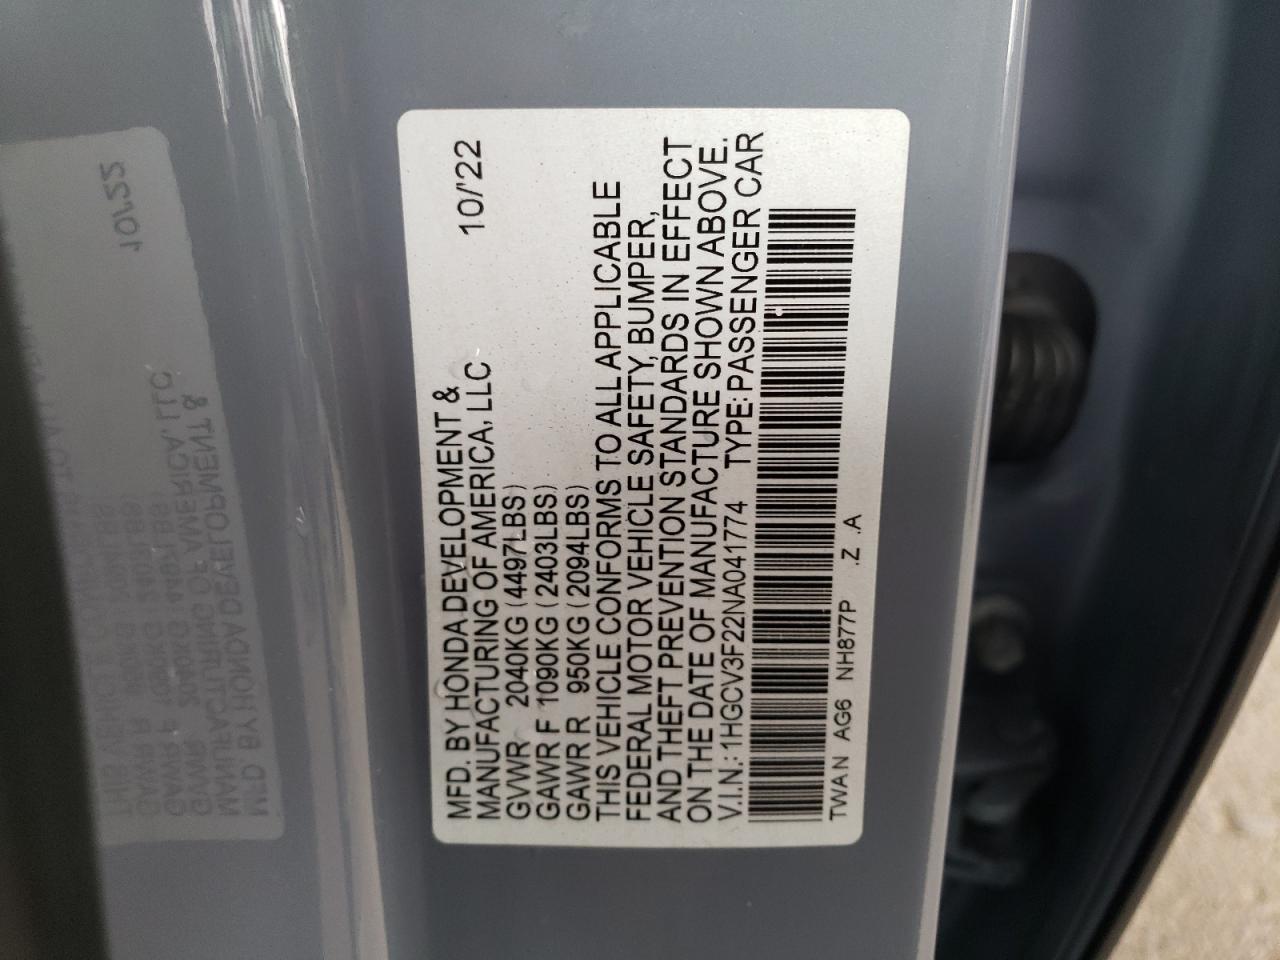 MFD. BY HONDA DEVELOPMENT &
MANUFACTURING OF AMERICA, LLC 10/'22
GVWR 2040KG (4497LBS)
GAWR F 1090KG (2403LBS)
GAWR R 950KG (2094LBS)
THIS VEHICLE CONFORMS TO ALL APPLICABLE
FEDERAL MOTOR VEHICLE SAFETY, BUMPER,
AND THEFT PREVENTION STANDARDS IN EFFECT
ON THE DATE OF MANUFACTURE SHOWN ABOVE.
V.I.N.: 1HGCV3F22NA041774 TYPE: PASSENGER CAR
TWAN AG6 NH877P .Z .A